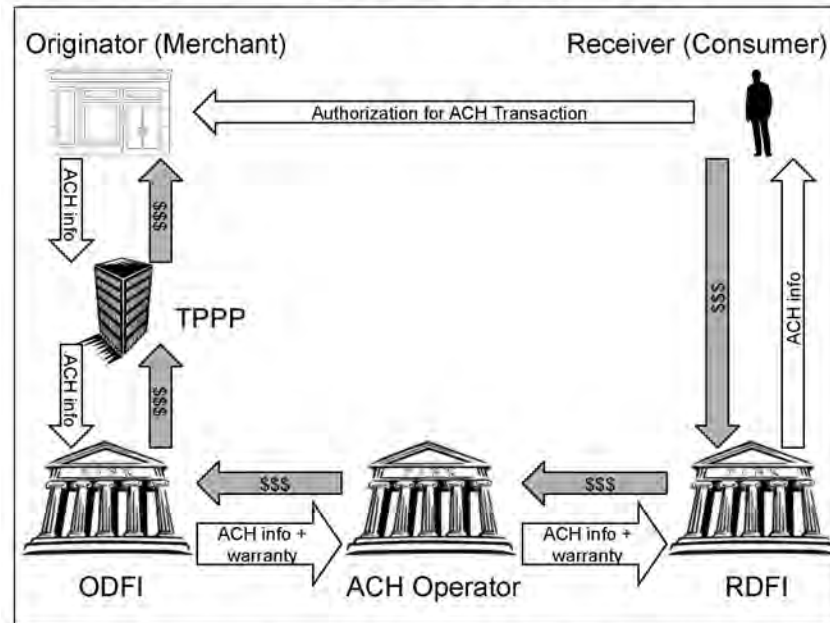 Originator (Merchant)
Receiver (Consumer)
Authorization for ACH Transaction
ACH info
$$$
TPPP
ACH info
$$$
$$$
ACH info
$$$
$$$
ACH info +
warranty
ACH info +
warranty
ODFI
ACH Operator
RDFI